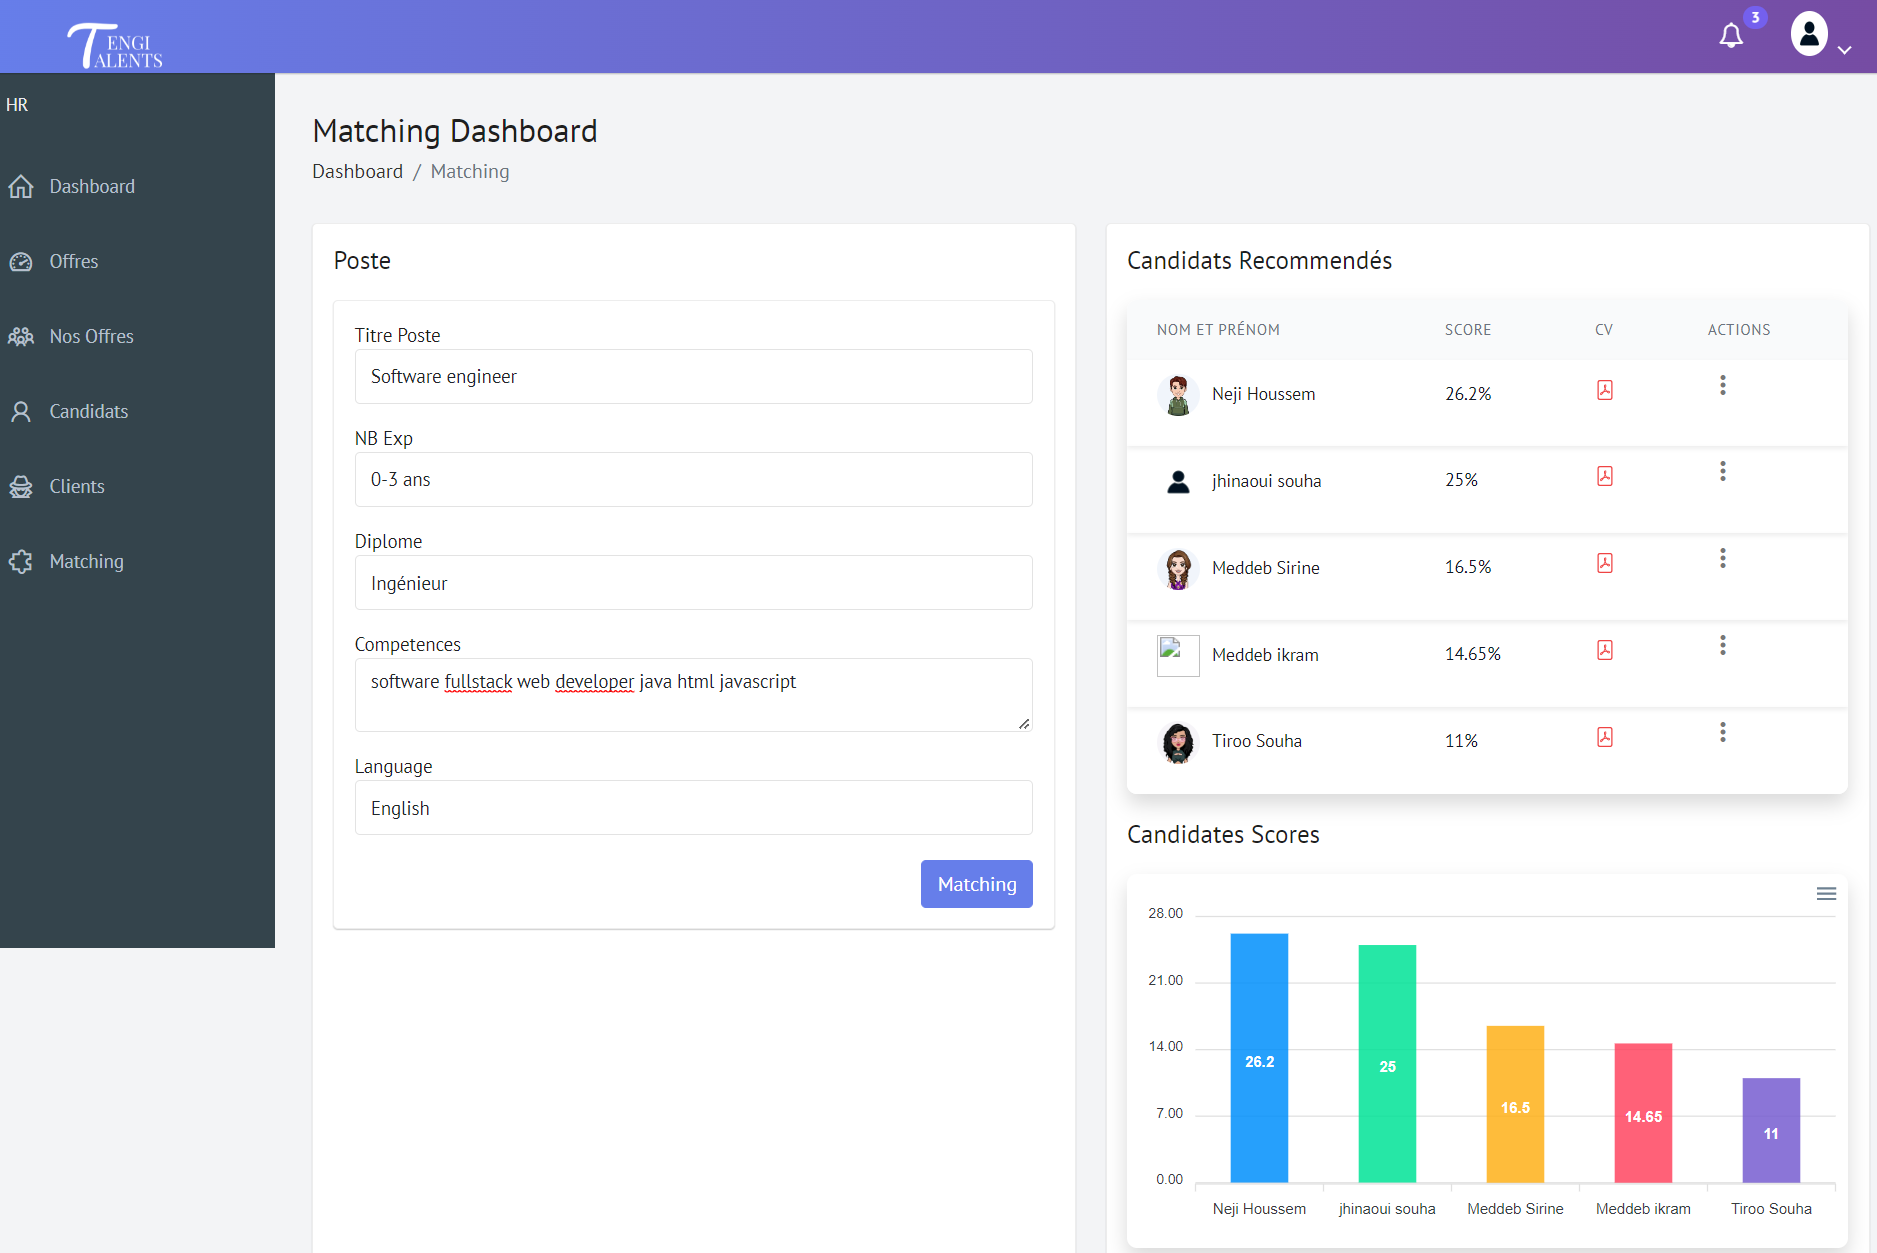 TENGI
TALENTS
3
HR
Dashboard
Offres
Nos Offres
Candidats
Clients
Matching
Matching Dashboard
Dashboard / Matching
Poste
Titre Poste
Software engineer
NB Exp
0-3 ans
Diplome
Ingénieur
Competences
software fullstack web developer java html javascript
Language
English
Matching
Candidats Recommendés
NOM ET PRÉNOM SCORE CV ACTIONS
Neji Houssem 26.2%
jhinaoui souha 25%
Meddeb Sirine 16.5%
Meddeb ikram 14.65%
Tiroo Souha 11%
Candidates Scores
28.00
21.00
14.00
7.00
0.00
26.2
25
16.5
14.65
11
Neji Houssem jhinaoui souha Meddeb Sirine Meddeb ikram Tiroo Souha